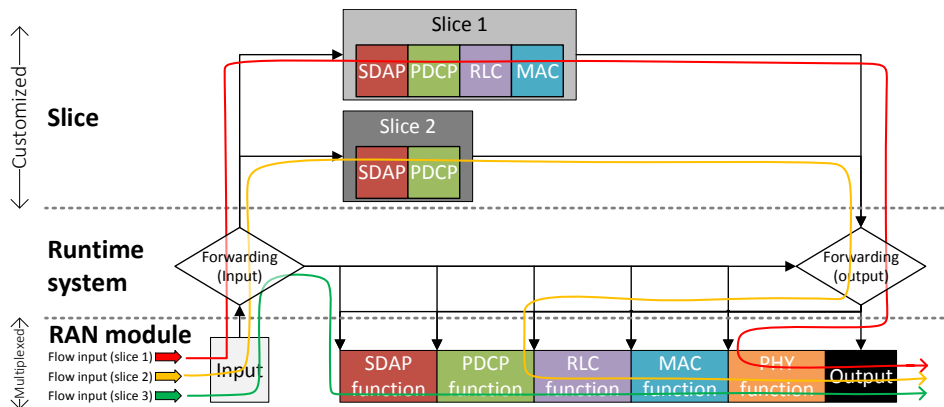 Slice 1
SDAP PDCP RLC MAC
Customized
Slice
Slice 2
SDAP PDCP
Runtime
system
Forwarding
(Input)
Forwarding
(output)
Multiplexed
RAN module
Flow input (slice 1)
Flow input (slice 2)
Flow input (slice 3)
Input
SDAP
function
PDCP
function
RLC
function
MAC
function
PHY
function
Output